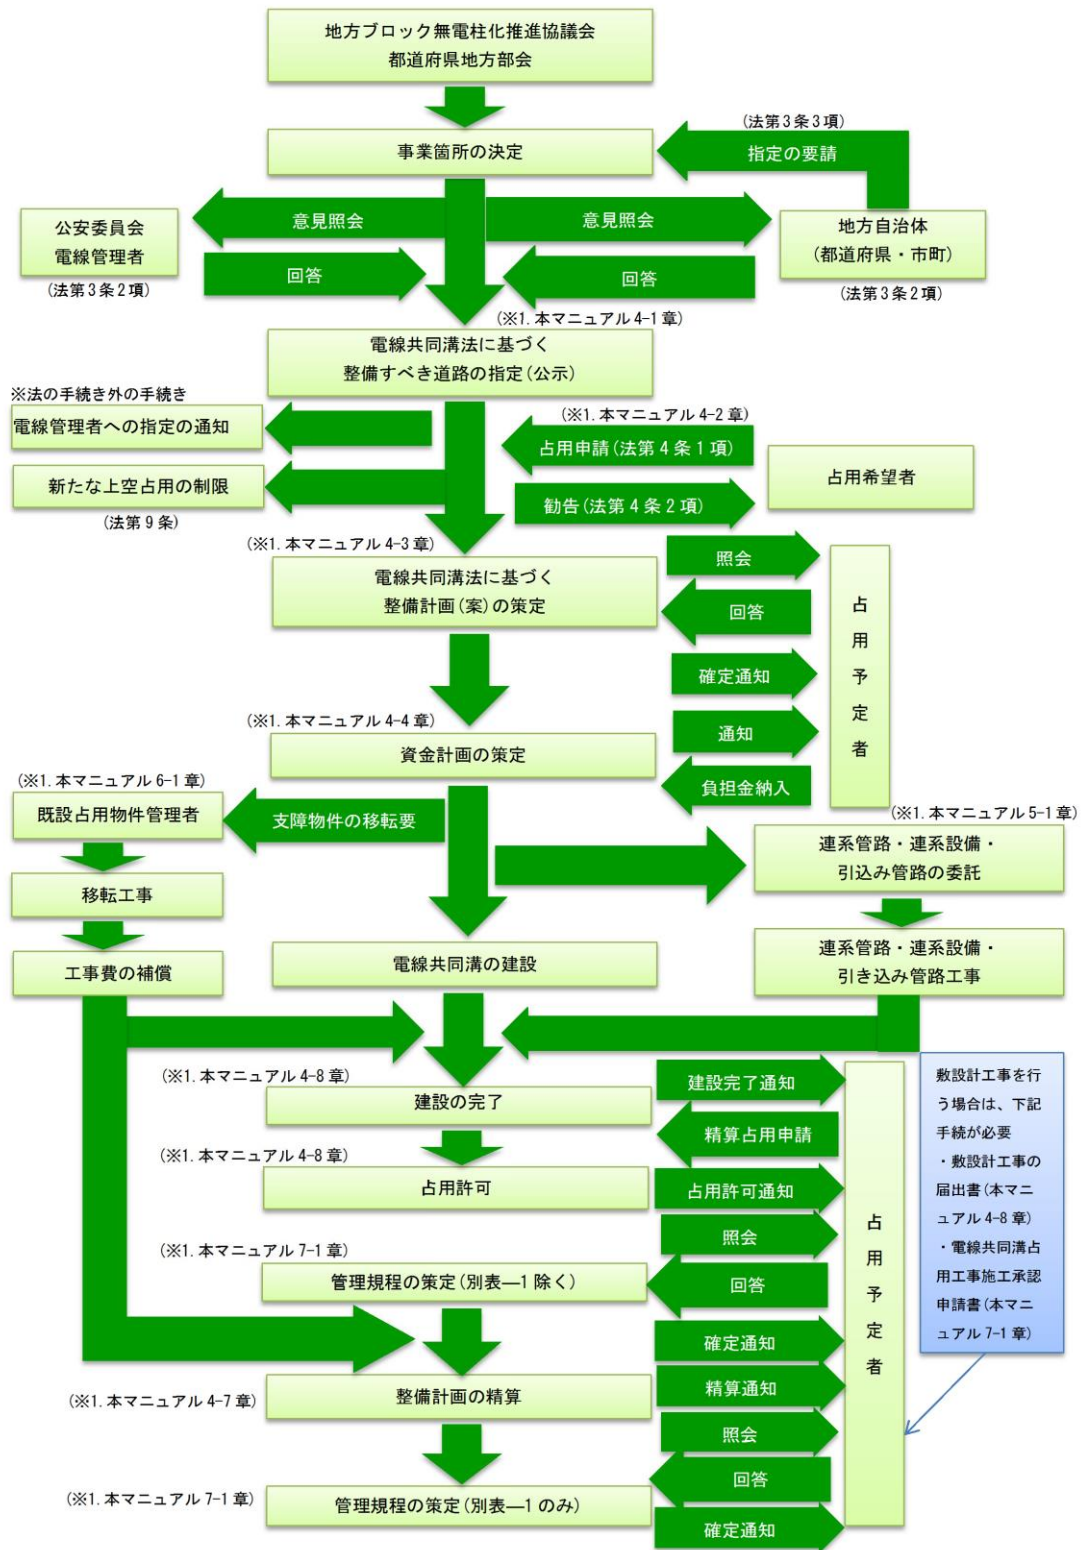 地方ブロック無電柱化推進協議会
都道府県地方部会
事業箇所の決定
(法第3条3項)
指定の要請
公安委員会
電線管理者
(法第3条2項)
意見照会
意見照会
回答
回答
地方自治体
(都道府県・市町)
(法第3条2項)
(※1.本マニュアル 4-1 章)
電線共同溝法に基づく
整備すべき道路の指定(公示)
※法の手続き外の手続き
電線管理者への指定の通知
新たな上空占用の制限
(法第9条)
(※1.本マニュアル 4-2 章)
占用申請(法第4条1項)
勧告(法第4条2項)
占用希望者
(※1.本マニュアル 4-3 章)
電線共同溝法に基づく
整備計画(案)の策定
照会
回答
確定通知
通知
負担金納入
占用予定者
(※1.本マニュアル 4-4 章)
資金計画の策定
(※1.本マニュアル 6-1 章)
既設占用物件管理者
支障物件の移転要
移転工事
工事費の補償
(※1.本マニュアル 5-1 章)
連系管路・連系設備・
引込み管路の委託
連系管路・連系設備・
引き込み管路工事
電線共同溝の建設
(※1.本マニュアル 4-8 章)
建設の完了
建設完了通知
精算占用申請
(※1.本マニュアル 4-8 章)
占用許可
占用許可通知
照会
(※1.本マニュアル 7-1 章)
管理規程の策定(別表―1 除く)
回答
確定通知
(※1.本マニュアル 4-7 章)
整備計画の精算
精算通知
照会
回答
(※1.本マニュアル 7-1 章)
管理規程の策定(別表―1 のみ)
確定通知
占用予定者
敷設計工事を行
う場合は、下記
手続が必要
・敷設計工事の
届出書(本マニ
ュアル 4-8 章)
・電線共同溝占
用工事施工承認
申請書(本マニ
ュアル 7-1 章)